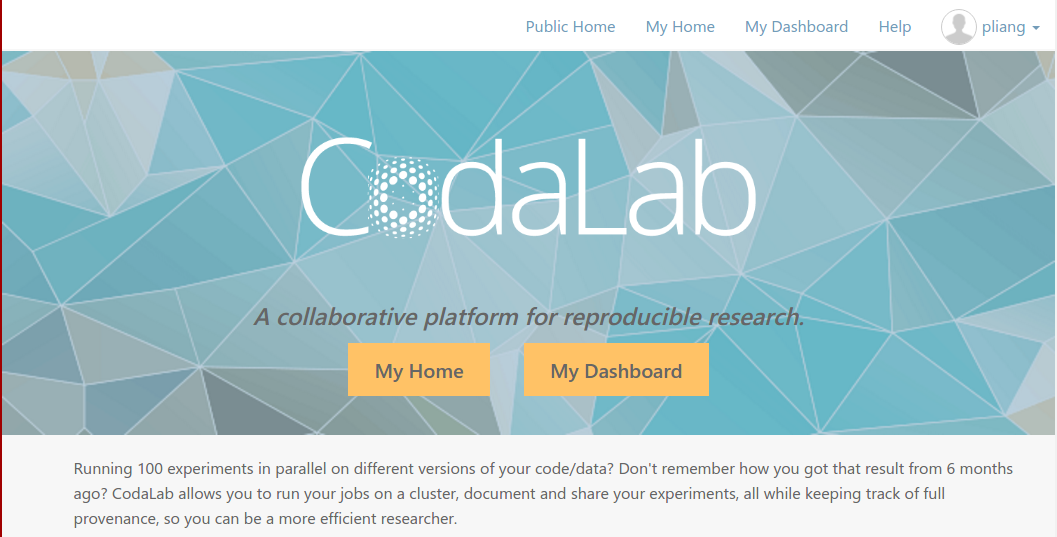 Public Home My Home My Dashboard Help pliang
CodaLab
A collaborative platform for reproducible research.
My Home My Dashboard
Running 100 experiments in parallel on different versions of your code/data? Don't remember how you got that result from 6 months
ago? CodaLab allows you to run your jobs on a cluster, document and share your experiments, all while keeping track of full
provenance, so you can be a more efficient researcher.